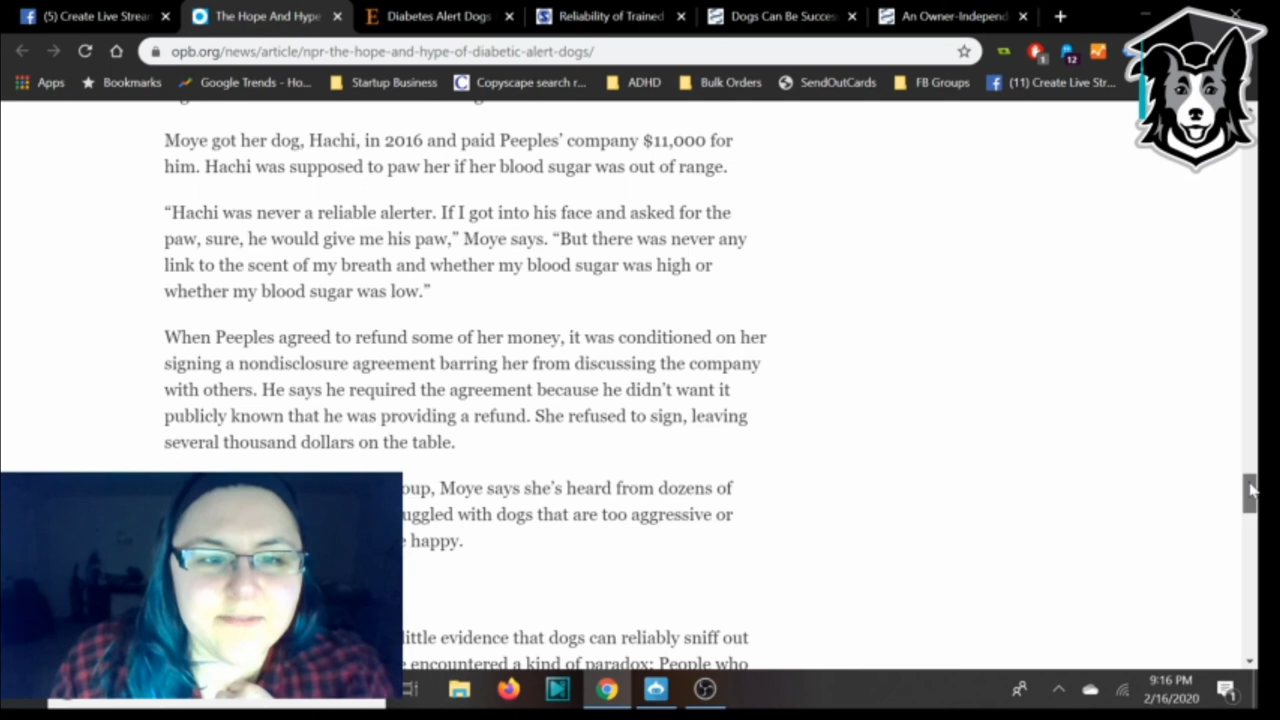 (5) Create Live Strea
The Hope And Hype
Diabetes Alert Dogs
Reliability of Trained
Dogs Can Be Succes
An Owner-Independ
opb.org/news/article/npr-the-hope-and-hype-of-diabetic-alert-dogs/
1
12
Apps
Bookmarks
Google Trends - Ho...
Startup Business
Copyscape search r...
ADHD
Bulk Orders
SendOutCards
FB Groups
(11) Create Live Str...
Moye got her dog, Hachi, in 2016 and paid Peeples’ company $11,000 for
him. Hachi was supposed to paw her if her blood sugar was out of range.
“Hachi was never a reliable alerter. If I got into his face and asked for the
paw, sure, he would give me his paw,” Moye says. “But there was never any
link to the scent of my breath and whether my blood sugar was high or
whether my blood sugar was low.”
When Peeples agreed to refund some of her money, it was conditioned on her
signing a nondisclosure agreement barring her from discussing the company
with others. He says he required the agreement because he didn’t want it
publicly known that he was providing a refund. She refused to sign, leaving
several thousand dollars on the table.
oup, Moye says she’s heard from dozens of
uggled with dogs that are too aggressive or
e happy.
little evidence that dogs can reliably sniff out
e encountered a kind of paradox: People who
9:16 PM
2/16/2020
1